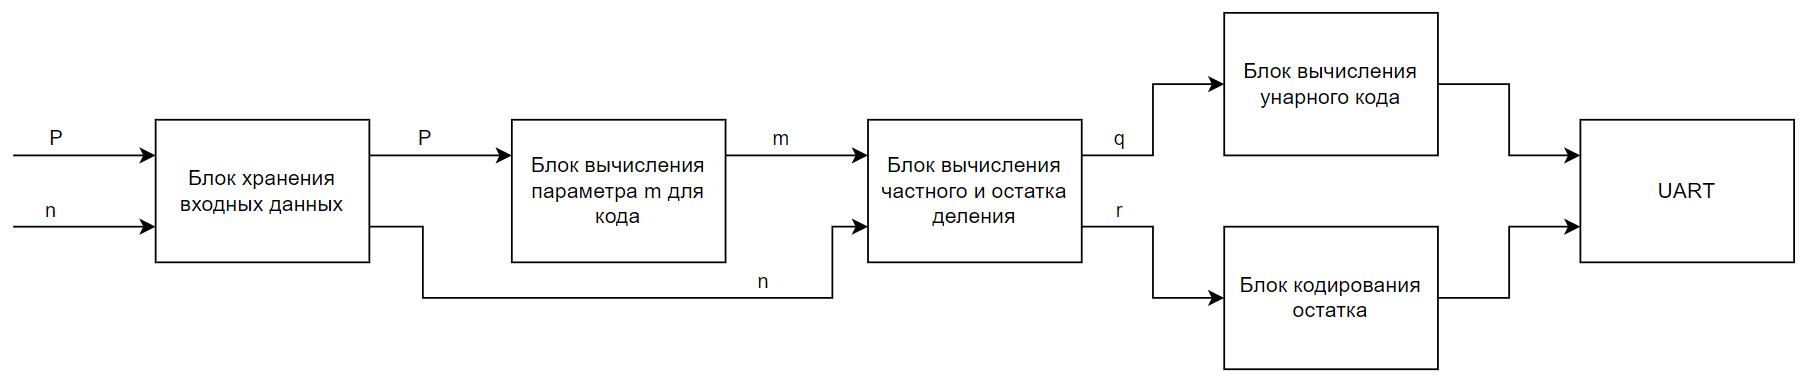 P
n
Блок хранения
входных данных
P
n
Блок вычисления
параметра m для
кода
m
Блок вычисления
частного и остатка
деления
q
r
Блок вычисления
унарного кода
Блок кодирования
остатка
UART